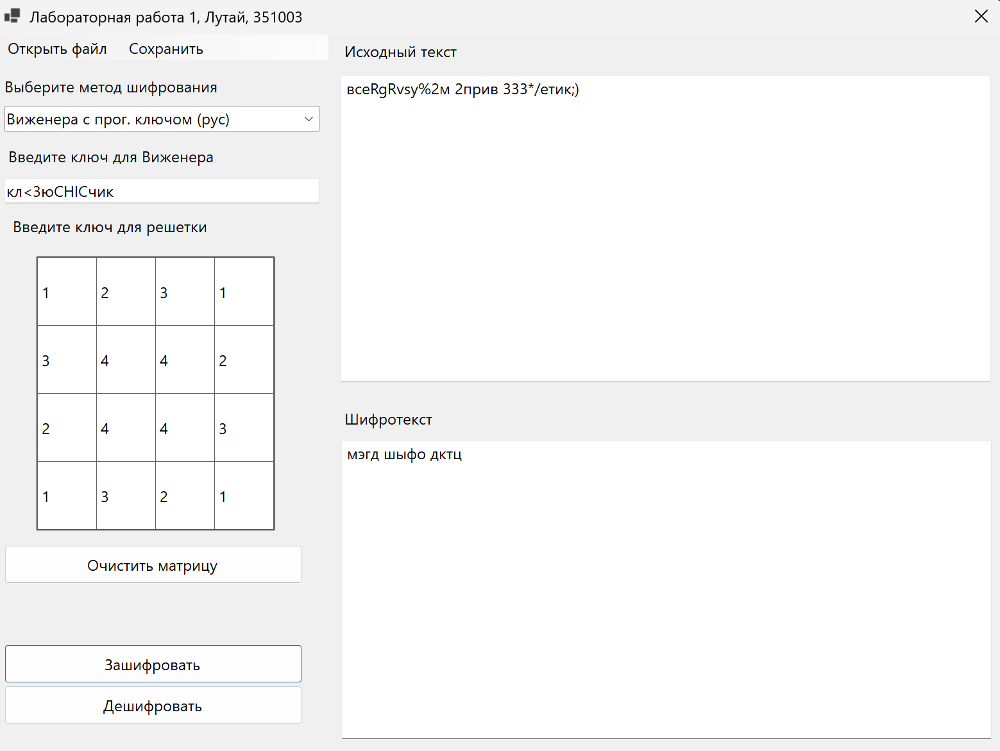 Лабораторная работа 1, Лутай, 351003
Открыть файл Сохранить
Выберите метод шифрования
Виженера с прог. ключом (рус)
Введите ключ для Виженера
кл<3юCHICчик
Введите ключ для решетки
1 2 3 1
3 4 4 2
2 4 4 3
1 3 2 1
Очистить матрицу
Зашифровать
Дешифровать
Исходный текст
всеRgRvsy%2м 2прив 333*/етик;)
Шифротекст
мэгд шыфо дктц